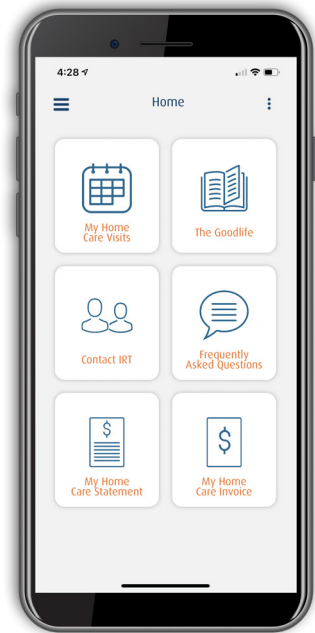 4:28
Home
My Home
Care Visits
The Goodlife
Contact IRT
Frequently
Asked Questions
$
My Home
Care Statement
$
My Home
Care Invoice